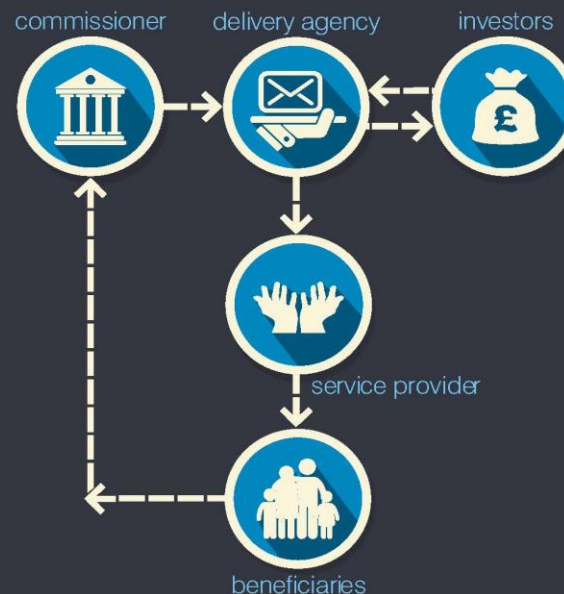 commissioner
delivery agency
investors
£
service provider
beneficiaries